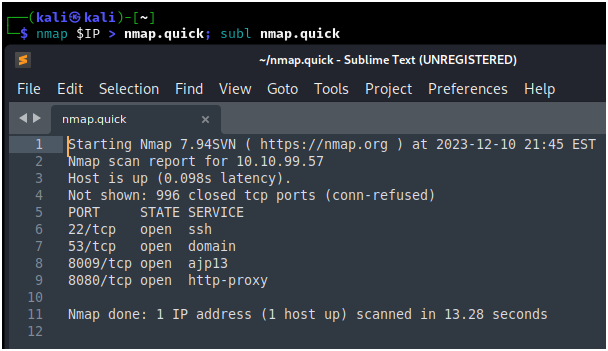 ┌──(kali㉿kali)-[~]
└─$ nmap $IP > nmap.quick; subl nmap.quick
~/nmap.quick - Sublime Text (UNREGISTERED)
File Edit Selection Find View Goto Tools Project Preferences Help
nmap.quick ×
1 Starting Nmap 7.94SVN ( https://nmap.org ) at 2023-12-10 21:45 EST
2 Nmap scan report for 10.10.99.57
3 Host is up (0.098s latency).
4 Not shown: 996 closed tcp ports (conn-refused)
5 PORT     STATE SERVICE
6 22/tcp   open  ssh
7 53/tcp   open  domain
8 8009/tcp open  ajp13
9 8080/tcp open  http-proxy
10
11 Nmap done: 1 IP address (1 host up) scanned in 13.28 seconds
12